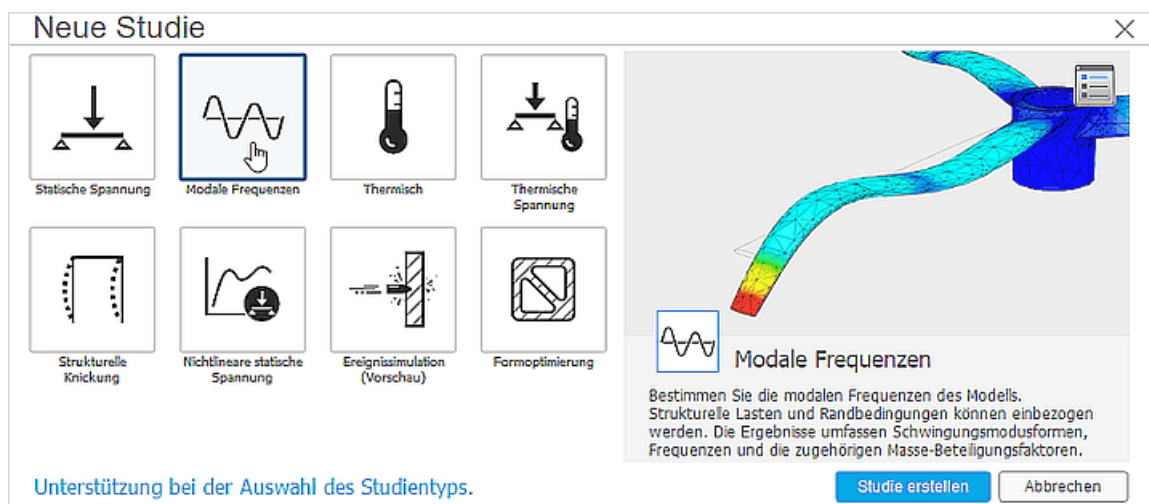 Neue Studie
Statische Spannung
Modale Frequenzen
Thermisch
Thermische
Spannung
Strukturelle
Knickung
Nichtlineare statische
Spannung
Ereignissimulation
(Vorschau)
Formoptimierung
Modale Frequenzen
Bestimmen Sie die modalen Frequenzen des Modells.
Strukturelle Lasten und Randbedingungen können einbezogen
werden. Die Ergebnisse umfassen Schwingungsmodusformen,
Frequenzen und die zugehörigen Masse-Beteiligungsfaktoren.
Unterstützung bei der Auswahl des Studientyps.
Studie erstellen
Abbrechen